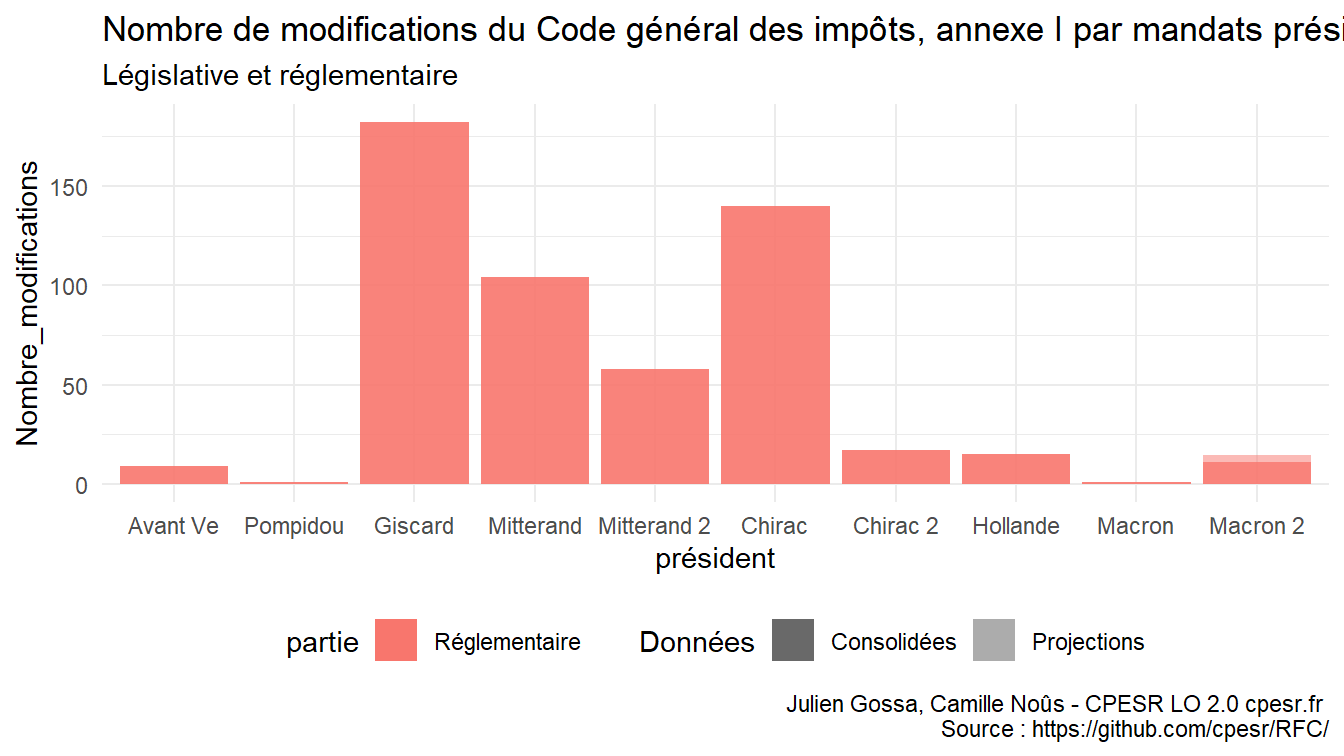 Nombre de modifications du Code général des impôts, annexe I par mandats prési
Législative et réglementaire
Nombre_modifications
150
100
50
0
Avant Ve Pompidou Giscard Mitterand Mitterand 2 Chirac Chirac 2 Hollande Macron Macron 2
président
partie Réglementaire Données Consolidées Projections
Julien Gossa, Camille Noûs - CPESR LO 2.0 cpesr.fr
Source : https://github.com/cpesr/RFC/